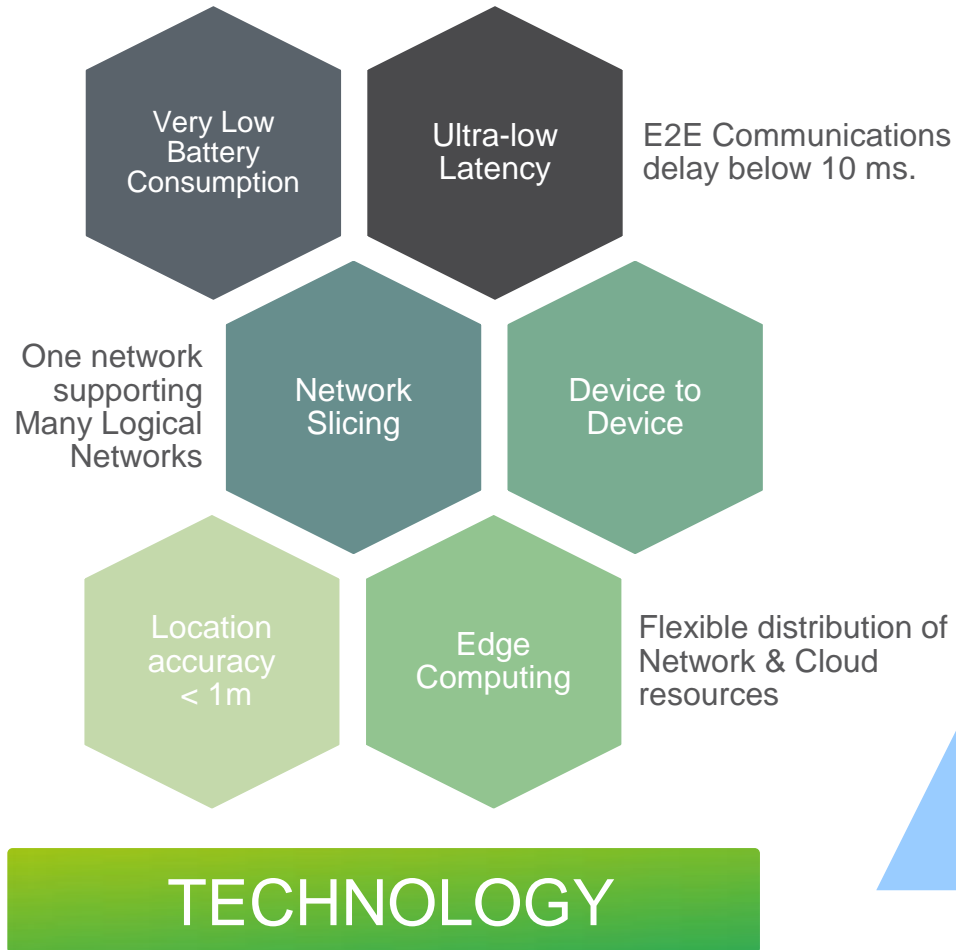 Very Low
Battery
Consumption
Ultra-low
Latency
E2E Communications
delay below 10 ms.
One network
supporting
Many Logical
Networks
Network
Slicing
Device to
Device
Location
accuracy
< 1m
Edge
Computing
Flexible distribution of
Network & Cloud
resources
TECHNOLOGY